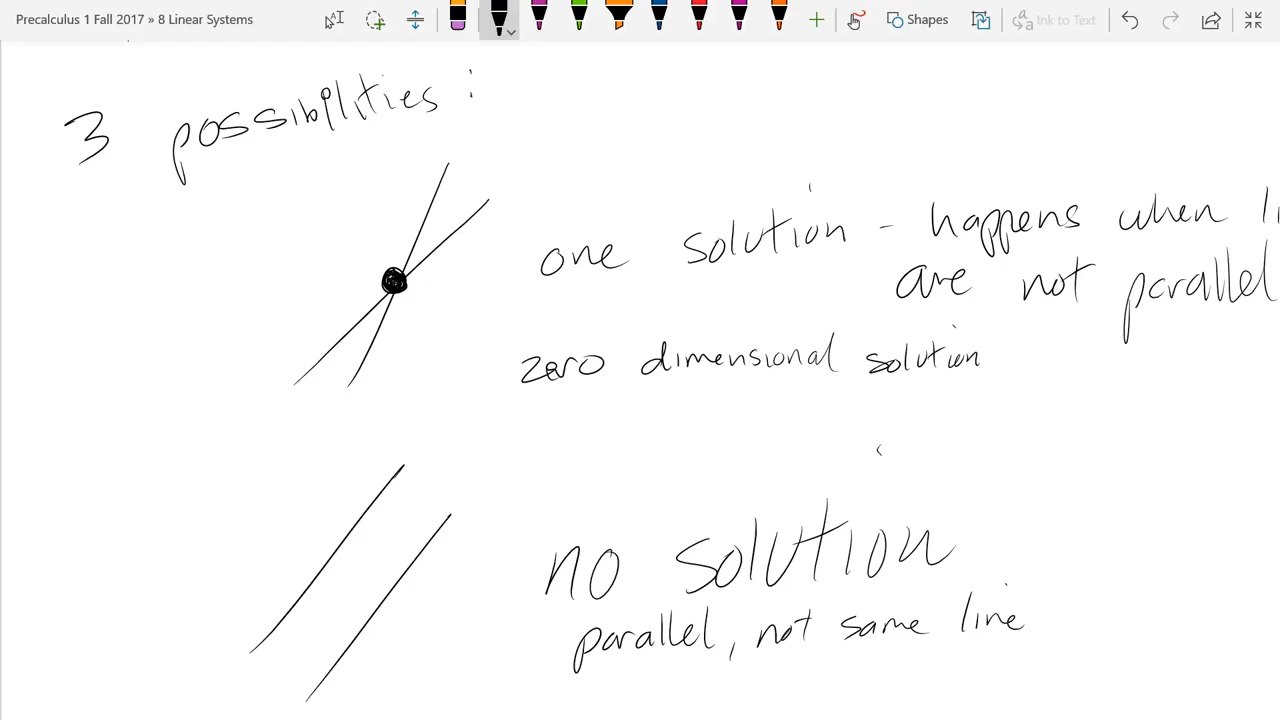 Precalculus 1 Fall 2017 » 8 Linear Systems
Shapes
Ink to Text
3 possibilities:
one solution - happens when li
are not parallel
zero dimensional solution
no solution
parallel, not same line